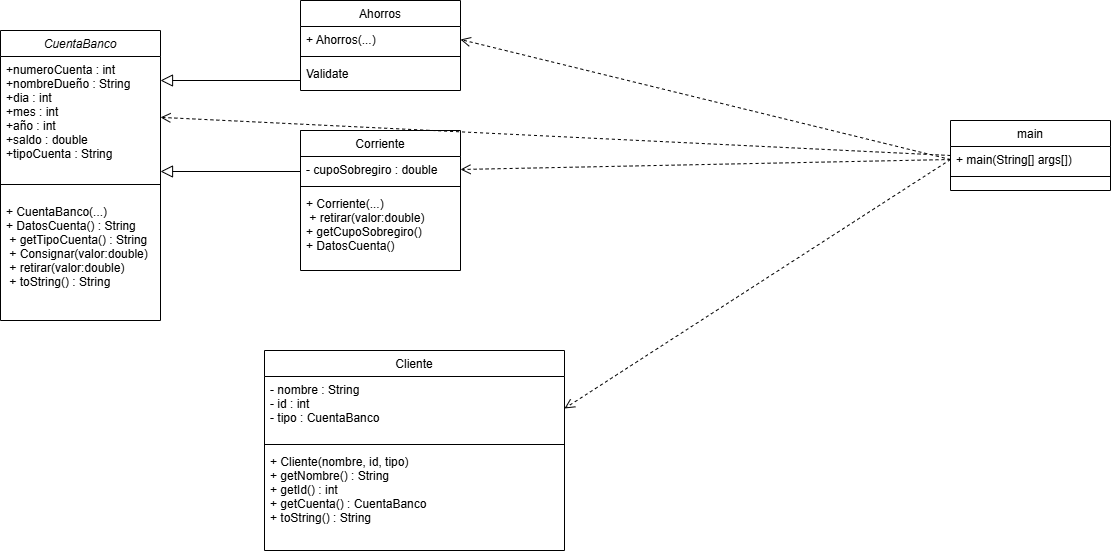 CuentaBanco
+numeroCuenta : int
+nombreDueño : String
+dia : int
+mes : int
+año : int
+saldo : double
+tipoCuenta : String
+ CuentaBanco(...)
+ DatosCuenta() : String
+ getTipoCuenta() : String
+ Consignar(valor:double)
+ retirar(valor:double)
+ toString() : String
Ahorros
+ Ahorros(...)
Validate
Corriente
- cupoSobregiro : double
+ Corriente(...)
+ retirar(valor:double)
+ getCupoSobregiro()
+ DatosCuenta()
main
+ main(String[] args[])
Cliente
- nombre : String
- id : int
- tipo : CuentaBanco
+ Cliente(nombre, id, tipo)
+ getNombre() : String
+ getId() : int
+ getCuenta() : CuentaBanco
+ toString() : String